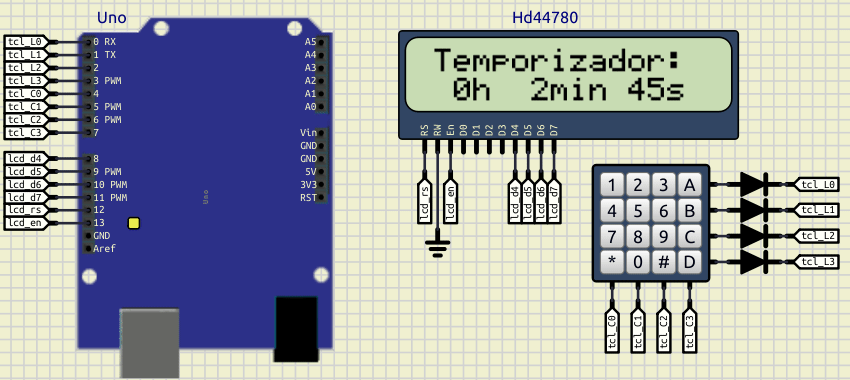 Uno
tcl_L0
tcl_L1
tcl_L2
tcl_L3
tcl_C0
tcl_C1
tcl_C2
tcl_C3
lcd_d4
lcd_d5
lcd_d6
lcd_d7
lcd_rs
lcd_en
0 RX
1 TX
2
3 PWM
4
5 PWM
6 PWM
7
8
9 PWM
10 PWM
11 PWM
12
13
GND
Aref
Uno
A5
A4
A3
A2
A1
A0
Vin
GND
GND
5V
3V3
RST
Hd44780
Temporizador:
0h 2min 45s
RS RW En D0 D1 D2 D3 D4 D5 D6 D7
lcd_rs
lcd_en
lcd_d4
lcd_d5
lcd_d6
lcd_d7
1 2 3 A
4 5 6 B
7 8 9 C
* 0 # D
tcl_L0
tcl_L1
tcl_L2
tcl_L3
tcl_C0
tcl_C1
tcl_C2
tcl_C3